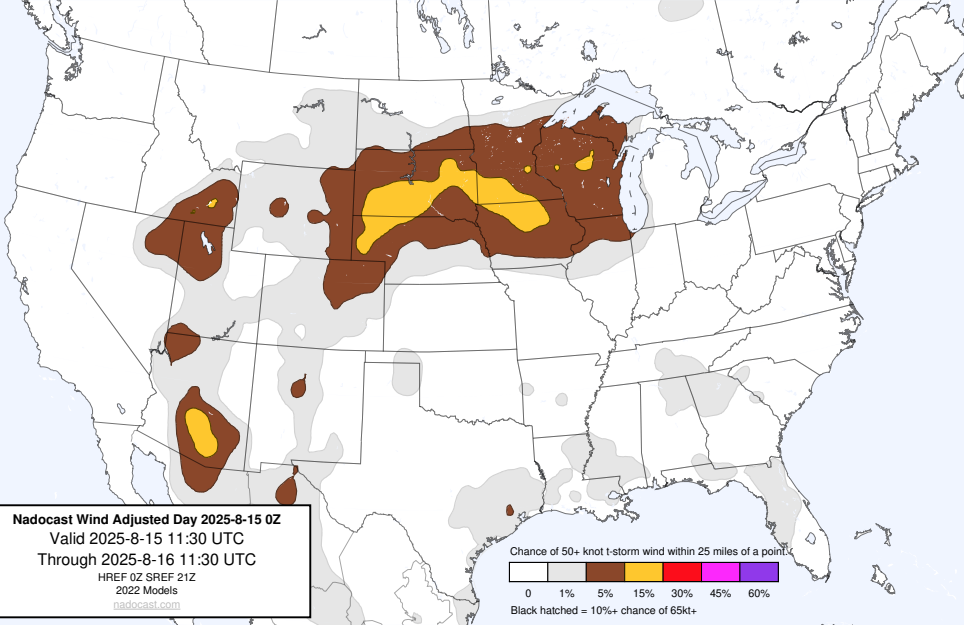 Nadocast Wind Adjusted Day 2025-8-15 0Z
Valid 2025-8-15 11:30 UTC
Through 2025-8-16 11:30 UTC
HREF 0Z SREF 21Z
2022 Models
nadocast.com
Chance of 50+ knot t-storm wind within 25 miles of a point.
0 1% 5% 15% 30% 45% 60%
Black hatched = 10%+ chance of 65kt+